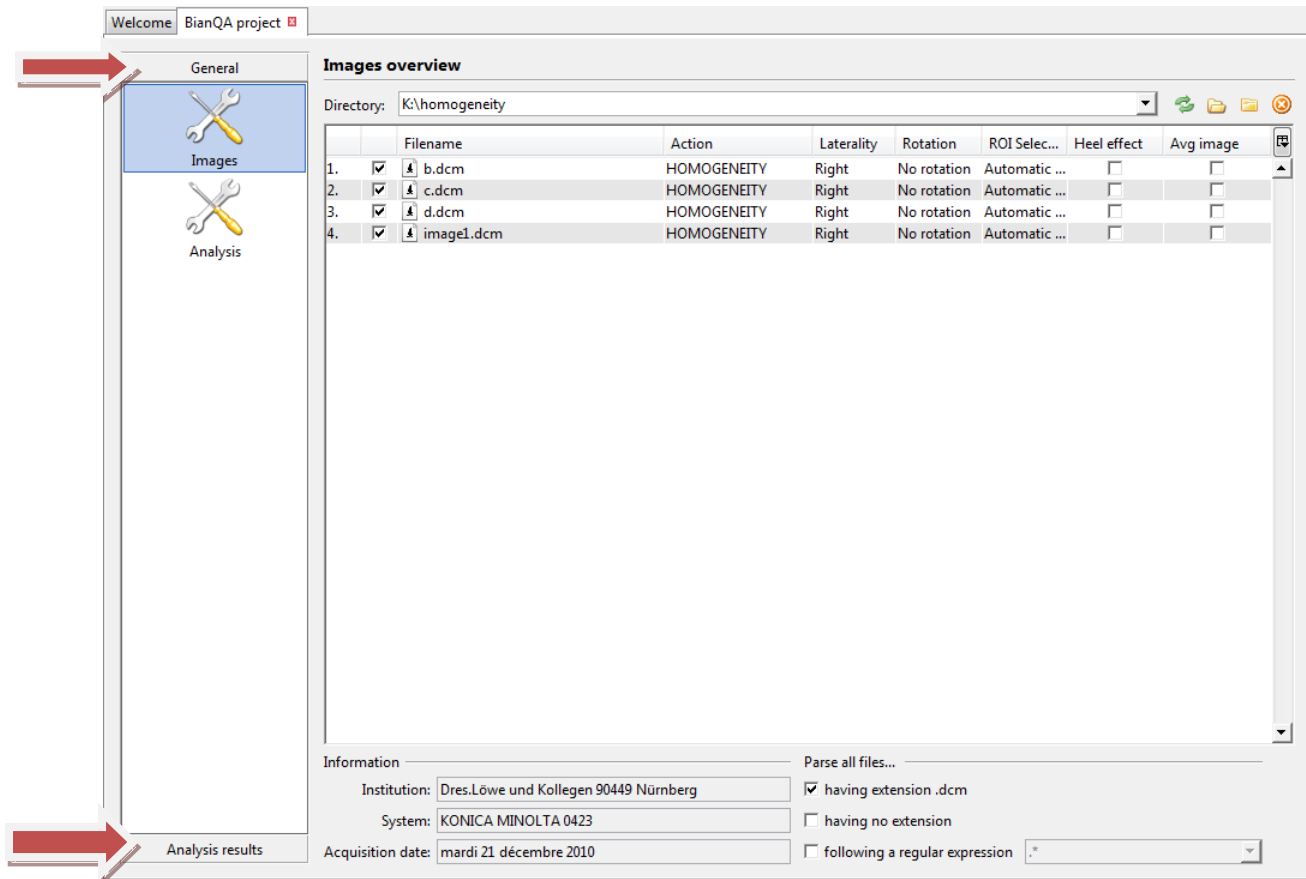 Welcome BianQA project
General
Images
Analysis
Analysis results
Images overview
Directory: K:\homogeneity
Filename Action Laterality Rotation ROI Selec... Heel effect Avg image
1. b.dcm HOMOGENEITY Right No rotation Automatic ...
2. c.dcm HOMOGENEITY Right No rotation Automatic ...
3. d.dcm HOMOGENEITY Right No rotation Automatic ...
4. image1.dcm HOMOGENEITY Right No rotation Automatic ...
Information
Institution: Dres.Löwe und Kollegen 90449 Nürnberg
System: KONICA MINOLTA 0423
Acquisition date: mardi 21 décembre 2010
Parse all files...
having extension .dcm
having no extension
following a regular expression .*